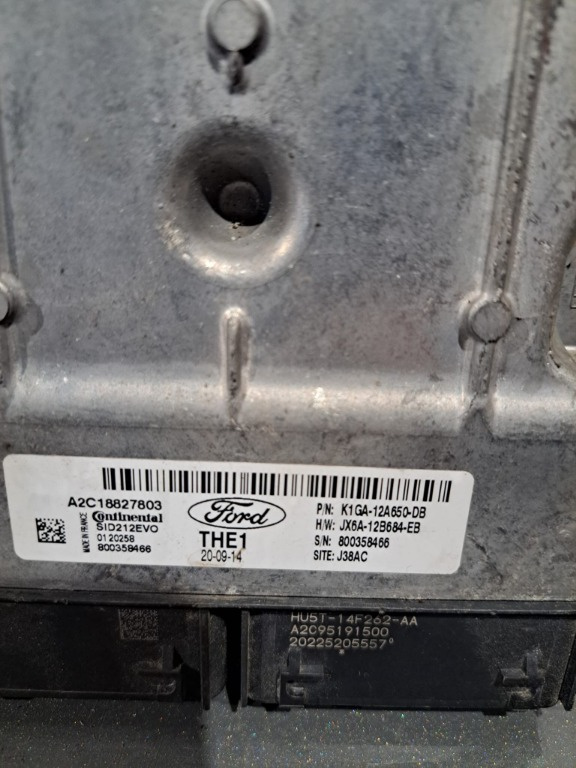 A2C18827803
Continental
SID212EVO
0120258
800358466
MADE IN FRANCE
Ford
THE1
20-09-14
P/N: K1GA-12A650-DB
H/W: JX6A-12B684-EB
S/N: 800358466
SITE: J38AC
HU5T-14F262-AA
A2C95191500
20225205557